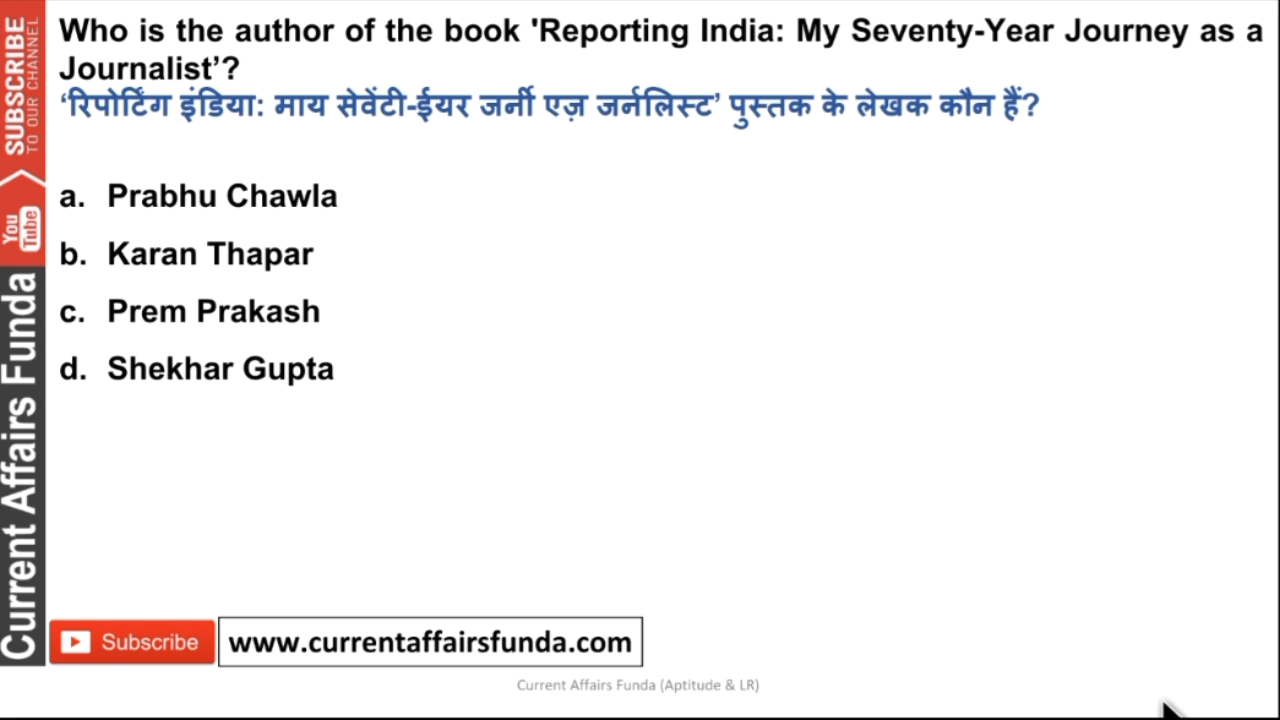 Who is the author of the book 'Reporting India: My Seventy-Year Journey as a
Journalist’?
‘रिपोर्टिंग इंडिया: माय सेवेंटी-ईयर जर्नी एज़ जर्नलिस्ट’ पुस्तक के लेखक कौन हैं?
a. Prabhu Chawla
b. Karan Thapar
c. Prem Prakash
d. Shekhar Gupta
SUBSCRIBE
TO OUR CHANNEL
You
Tube
Current Affairs Funda
Subscribe
www.currentaffairsfunda.com
Current Affairs Funda (Aptitude & LR)